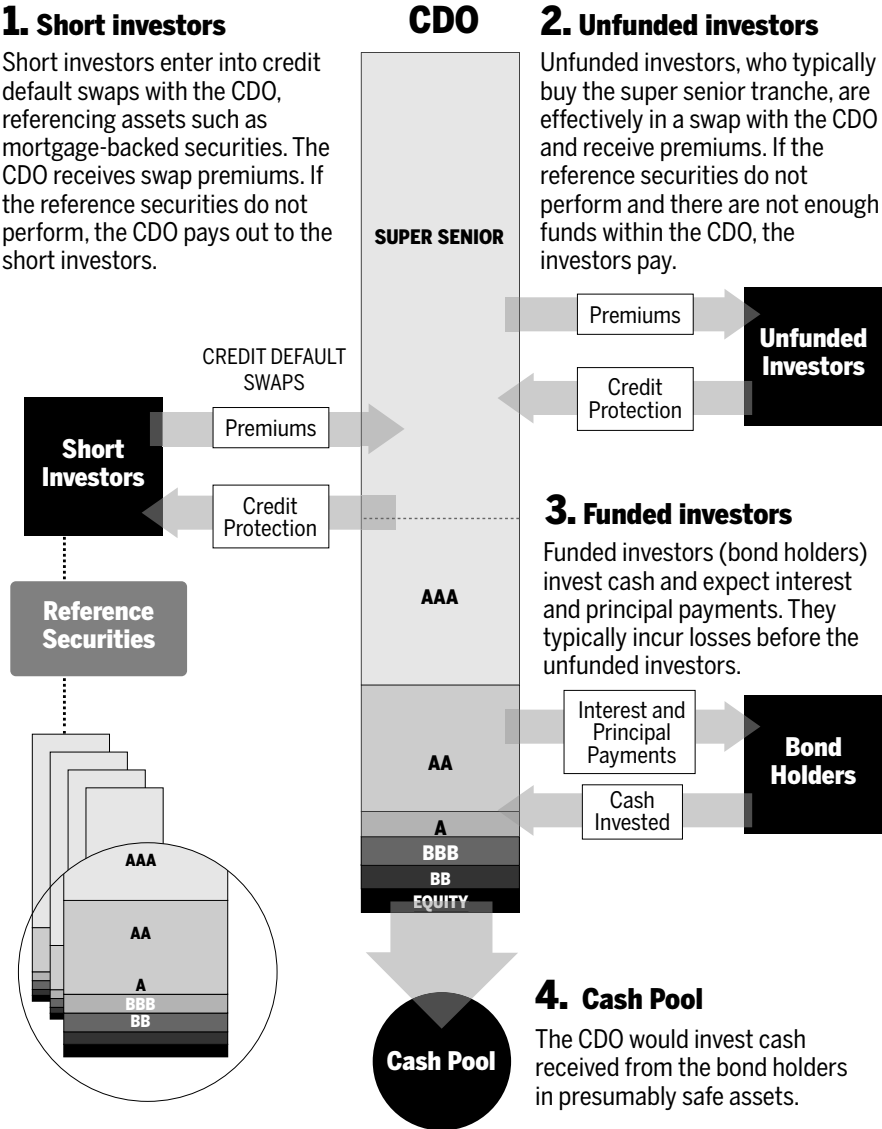 1. Short investors
Short investors enter into credit
default swaps with the CDO,
referencing assets such as
mortgage-backed securities. The
CDO receives swap premiums. If
the reference securities do not
perform, the CDO pays out to the
short investors.
CDO
2. Unfunded investors
Unfunded investors, who typically
buy the super senior tranche, are
effectively in a swap with the CDO
and receive premiums. If the
reference securities do not
perform and there are not enough
funds within the CDO, the
investors pay.
SUPER SENIOR
Premiums
Credit
Protection
Unfunded
Investors
CREDIT DEFAULT
SWAPS
Short
Investors
Premiums
Credit
Protection
Reference
Securities
3. Funded investors
Funded investors (bond holders)
invest cash and expect interest
and principal payments. They
typically incur losses before the
unfunded investors.
AAA
AA
A
BBB
BB
EQUITY
Interest and
Principal
Payments
Cash
Invested
Bond
Holders
AAA
AA
A
BBB
BB
Cash Pool
4. Cash Pool
The CDO would invest cash
received from the bond holders
in presumably safe assets.